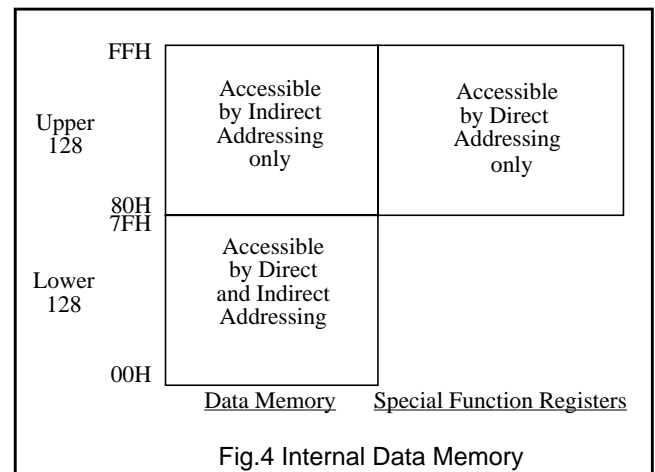 FFH
Accessible
by Indirect
Addressing
only
Accessible
by Direct
Addressing
only
Upper
128
80H
7FH
Accessible
by Direct
and Indirect
Addressing
Lower
128
00H
Data Memory
Special Function Registers
Fig.4 Internal Data Memory